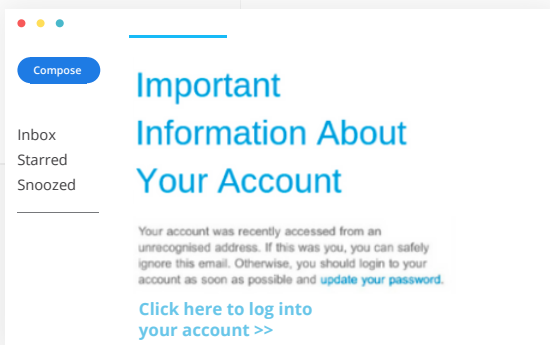 Compose
Inbox
Starred
Snoozed
Important
Information About
Your Account
Your account was recently accessed from an
unrecognised address. If this was you, you can safely
ignore this email. Otherwise, you should login to your
account as soon as possible and update your password.
Click here to log into
your account >>